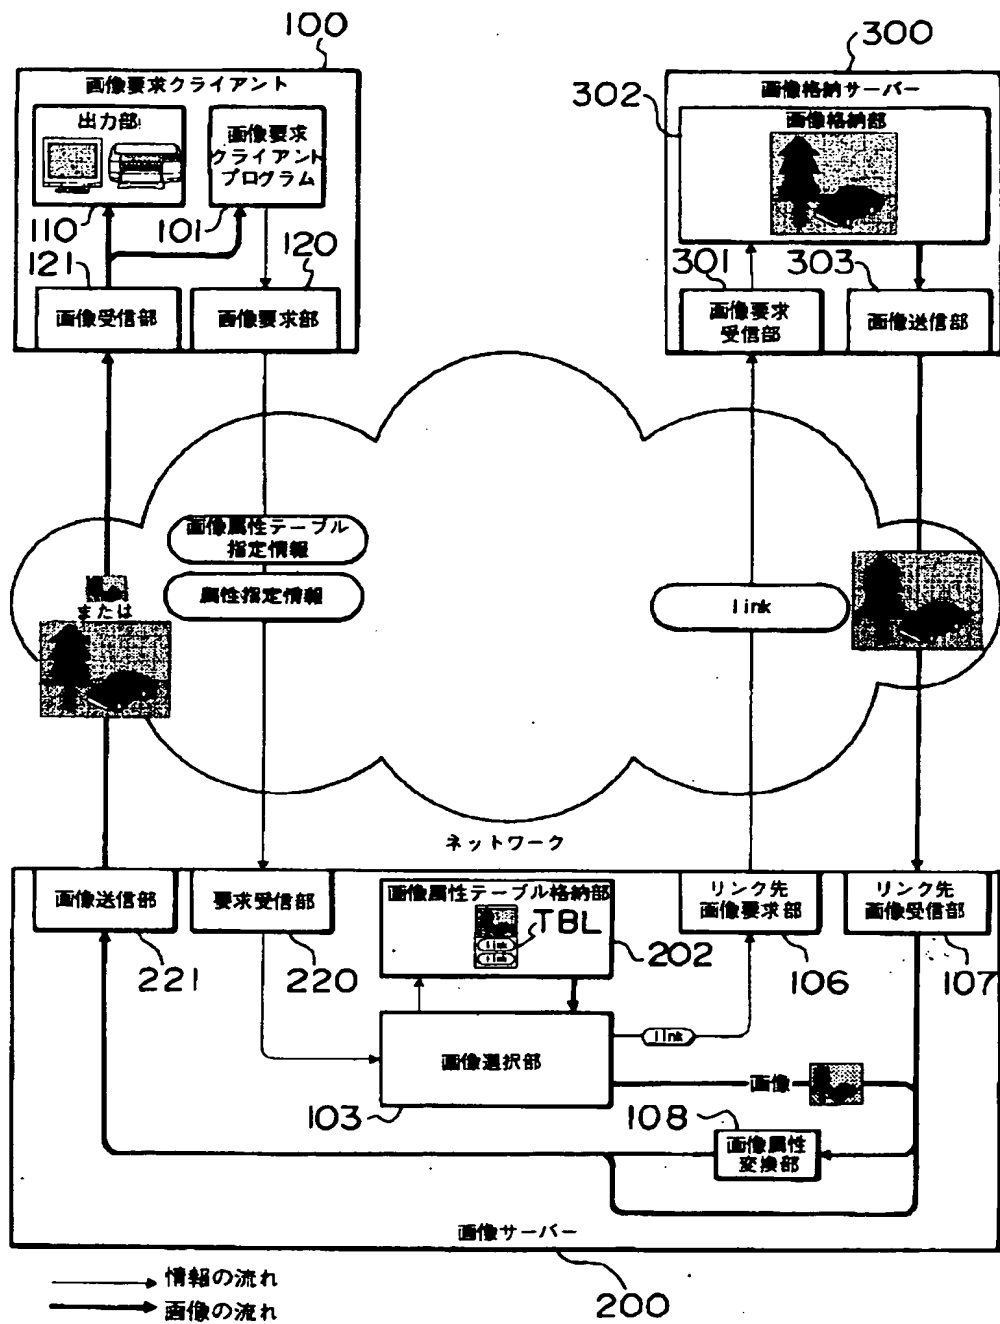 100
画像要求クライアント
出力部
110
画像要求
クライアント
プログラム
101
121
120
画像受信部
画像要求部
300
画像格納サーバー
302
画像格納部
301
303
画像要求
受信部
画像送信部
画像属性テーブル
指定情報
属性指定情報
または
link
ネットワーク
画像送信部
221
要求受信部
220
画像属性テーブル格納部
link
link
TBL
202
リンク先
画像要求部
106
リンク先
画像受信部
107
画像選択部
103
link
画像
108
画像属性
変換部
画像サーバー
200
情報の流れ
画像の流れ